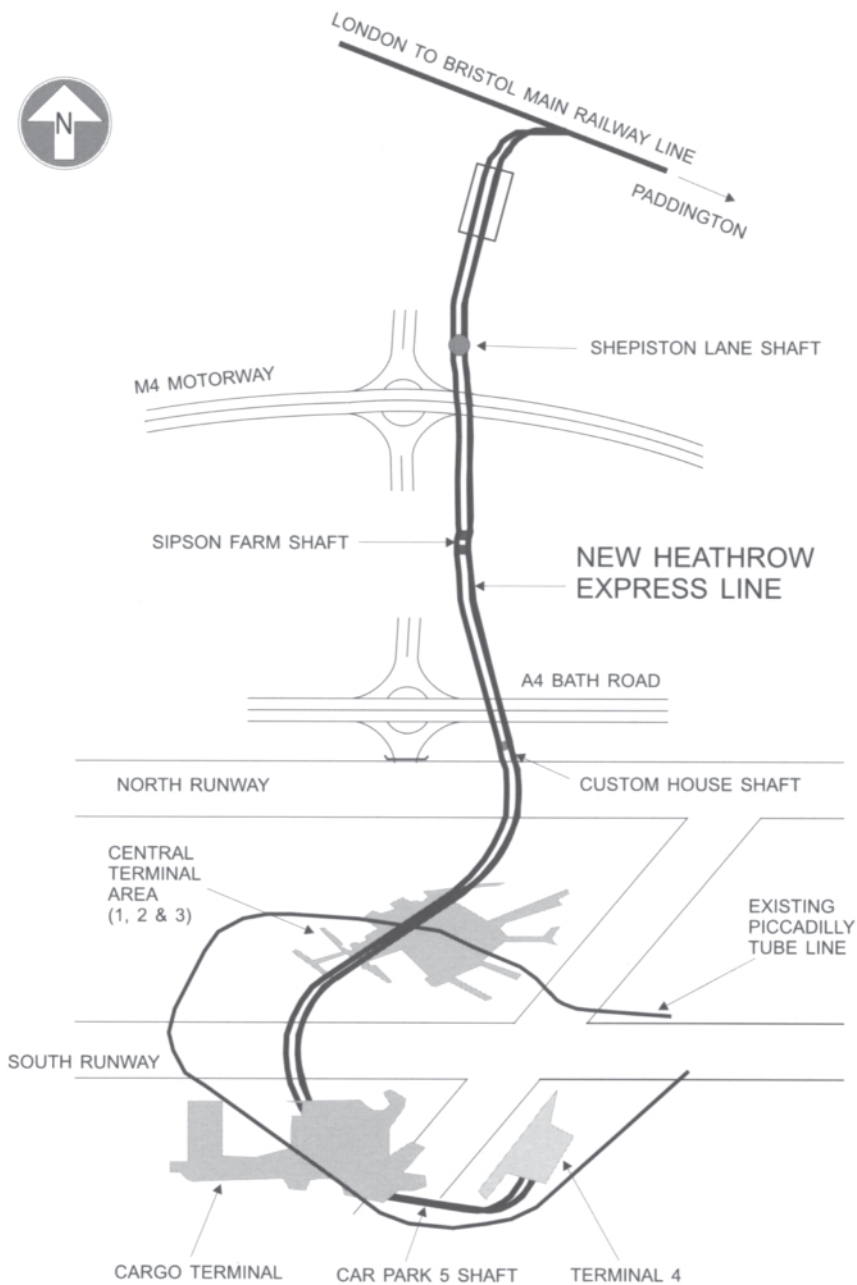 LONDON TO BRISTOL MAIN RAILWAY LINE
N
PADDINGTON
SHEPISTON LANE SHAFT
M4 MOTORWAY
SIPSON FARM SHAFT
NEW HEATHROW
EXPRESS LINE
A4 BATH ROAD
NORTH RUNWAY
CUSTOM HOUSE SHAFT
CENTRAL
TERMINAL
AREA
(1, 2 & 3)
EXISTING
PICCADILLY
TUBE LINE
SOUTH RUNWAY
CARGO TERMINAL
CAR PARK 5 SHAFT
TERMINAL 4